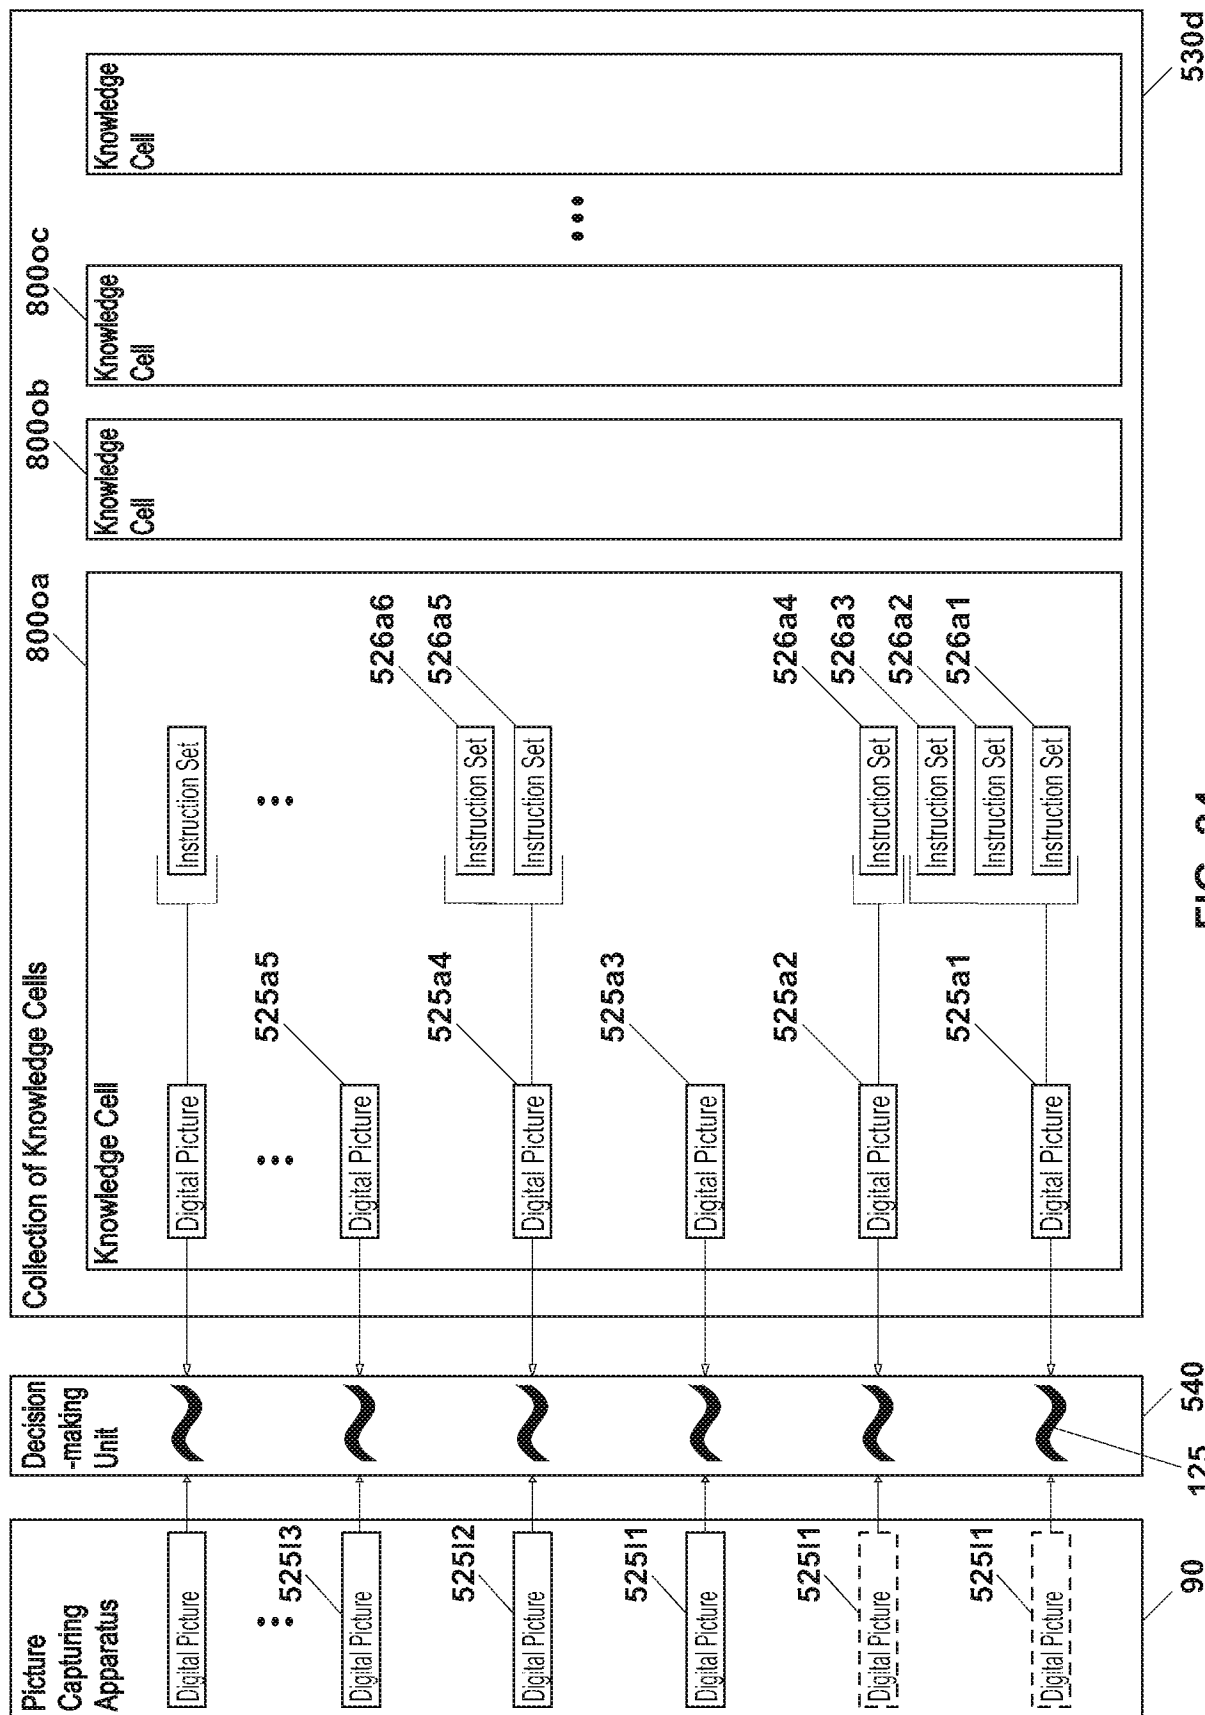 Picture
Capturing
Apparatus
Digital Picture
Digital Picture
525l3
Digital Picture
525l2
Digital Picture
525l1
Digital Picture
525l1
Digital Picture
525l1
90
Decision
-making
Unit
125
540
Collection of Knowledge Cells
Knowledge Cell
Digital Picture
Digital Picture
525a5
Digital Picture
525a4
Digital Picture
525a3
Digital Picture
525a2
Digital Picture
525a1
Instruction Set
Instruction Set
526a6
Instruction Set
526a5
Instruction Set
526a4
Instruction Set
526a3
Instruction Set
526a2
Instruction Set
526a1
800oa
Knowledge
Cell
800ob
Knowledge
Cell
800oc
Knowledge
Cell
530d